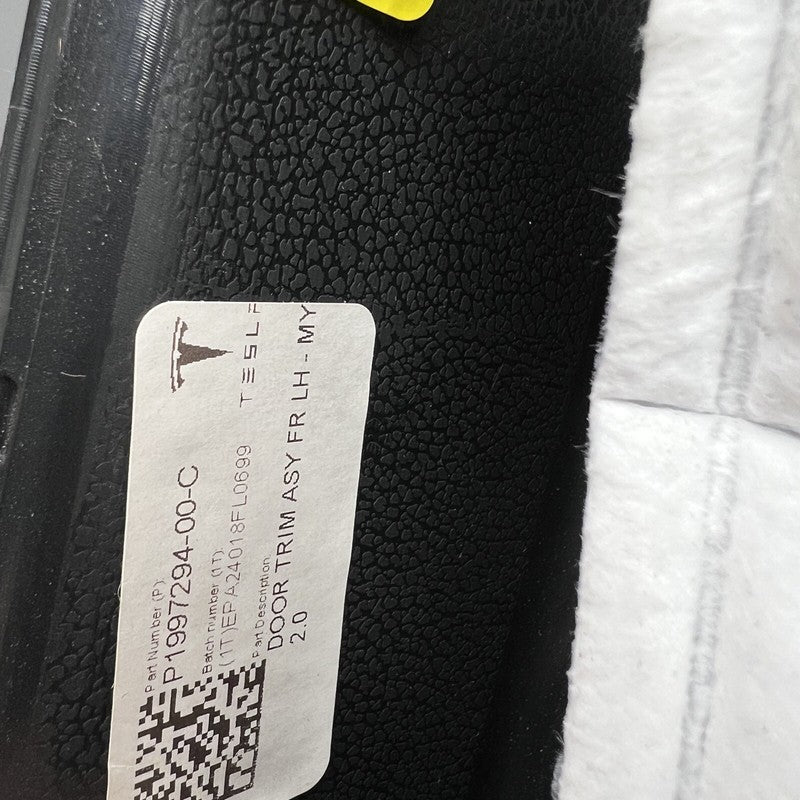 TESLA
Part Number (P):
P1997294-00-C
Batch number (1T):
(1T)EPA24018FL0699
Part Description:
DOOR TRIM ASY FR LH - MY
2.0